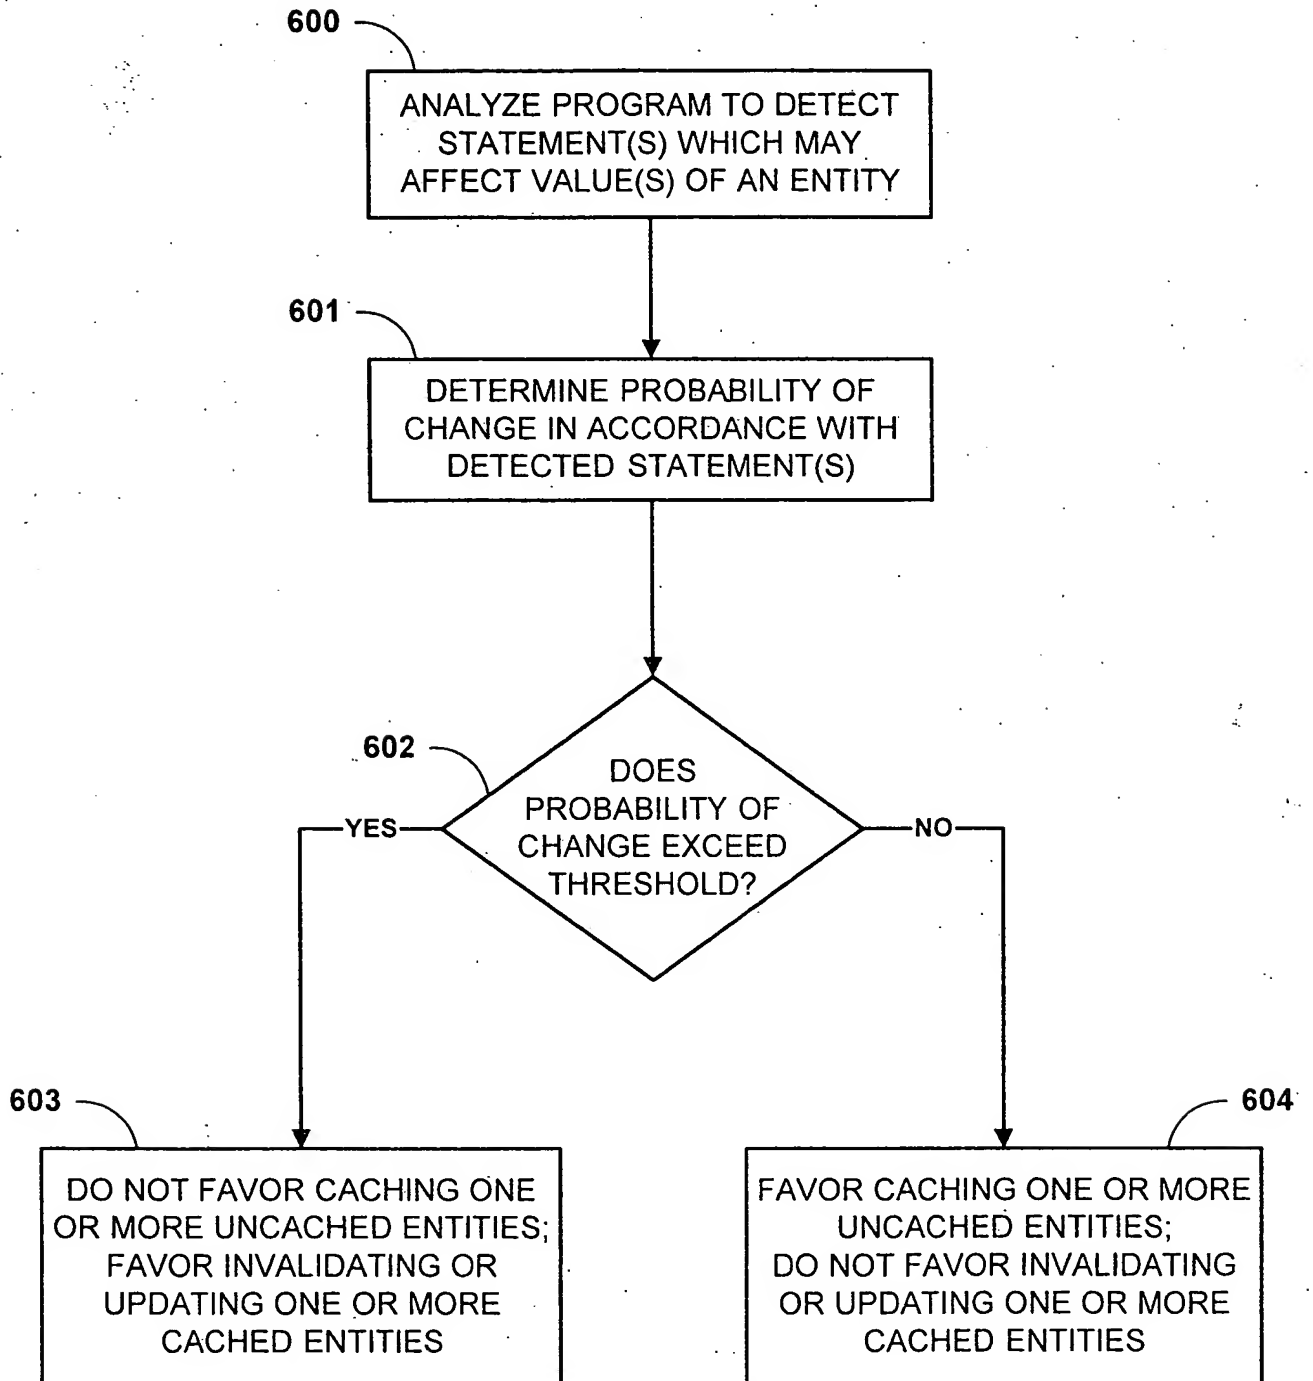 600
ANALYZE PROGRAM TO DETECT
STATEMENT(S) WHICH MAY
AFFECT VALUE(S) OF AN ENTITY
601
DETERMINE PROBABILITY OF
CHANGE IN ACCORDANCE WITH
DETECTED STATEMENT(S)
602
DOES
PROBABILITY OF
CHANGE EXCEED
THRESHOLD?
YES
NO
603
DO NOT FAVOR CACHING ONE
OR MORE UNCACHED ENTITIES;
FAVOR INVALIDATING OR
UPDATING ONE OR MORE
CACHED ENTITIES
604
FAVOR CACHING ONE OR MORE
UNCACHED ENTITIES;
DO NOT FAVOR INVALIDATING
OR UPDATING ONE OR MORE
CACHED ENTITIES